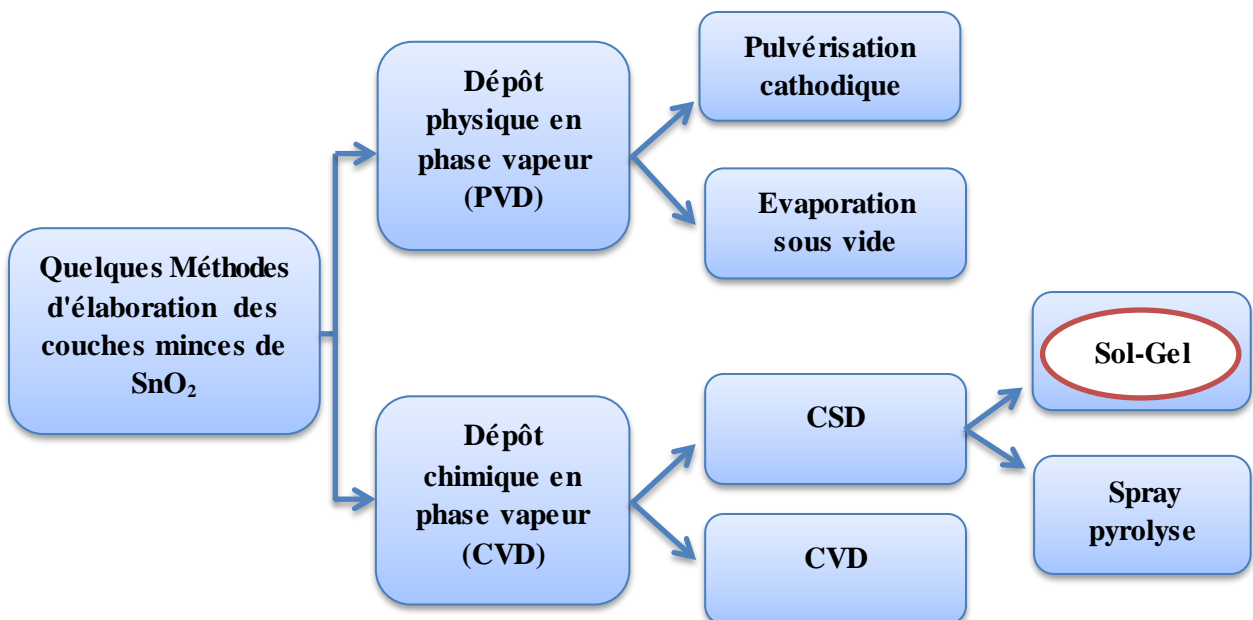 Quelques Méthodes
d'élaboration des
couches minces de
SnO₂
Dépôt
physique en
phase vapeur
(PVD)
Pulvérisation
cathodique
Evaporation
sous vide
Dépôt
chimique en
phase vapeur
(CVD)
CSD
CVD
Sol-Gel
Spray
pyrolyse